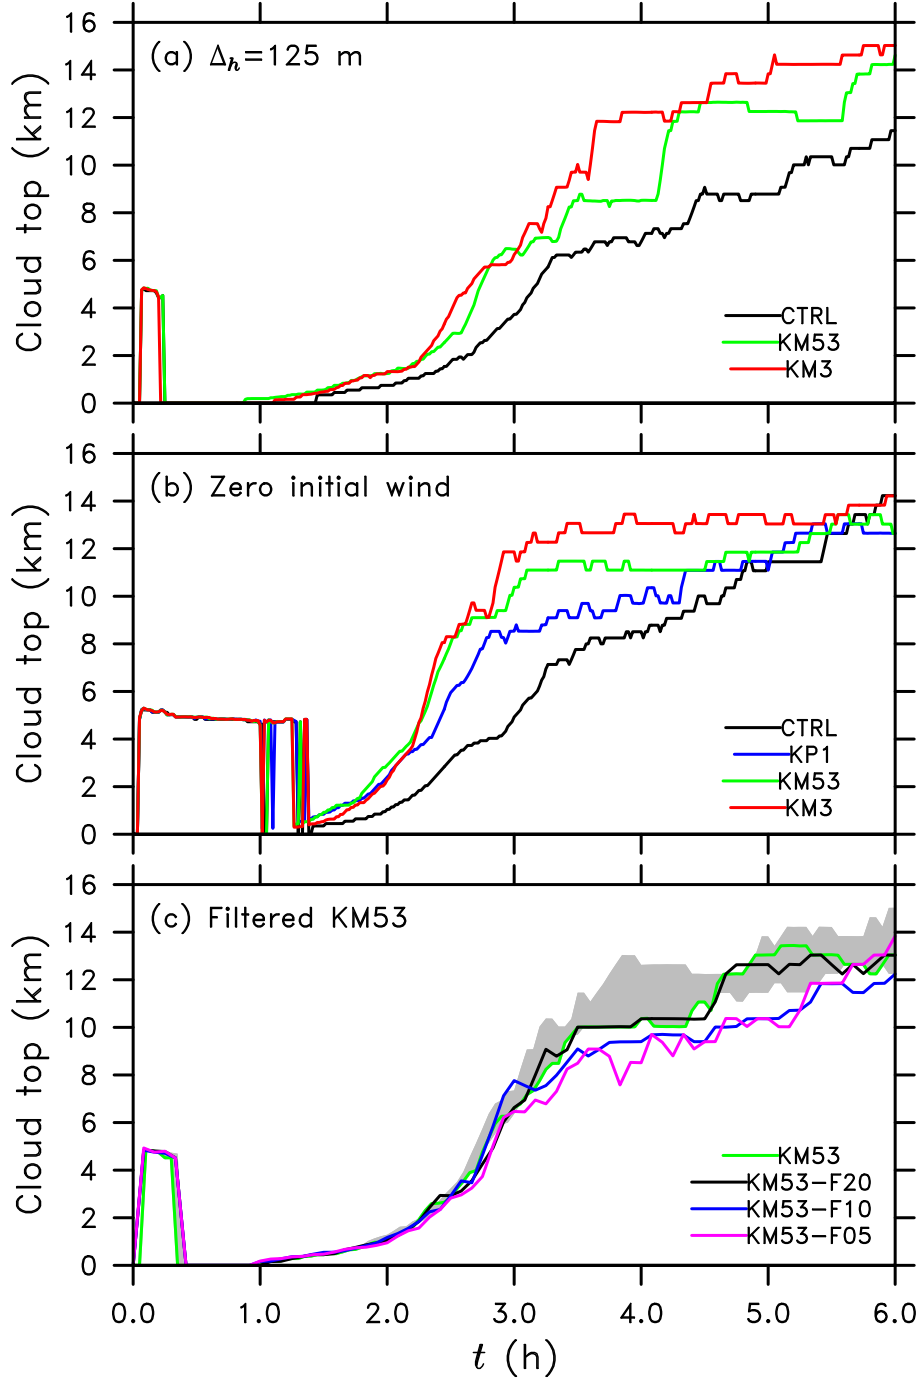 16
14
12
10
8
6
4
2
0
Cloud top (km)
(a) Δh=125 m
CTRL
KM53
KM3
16
14
12
10
8
6
4
2
0
Cloud top (km)
(b) Zero initial wind
CTRL
KP1
KM53
KM3
16
14
12
10
8
6
4
2
0
Cloud top (km)
(c) Filtered KM53
KM53
KM53-F20
KM53-F10
KM53-F05
0.0 1.0 2.0 3.0 4.0 5.0 6.0
t (h)